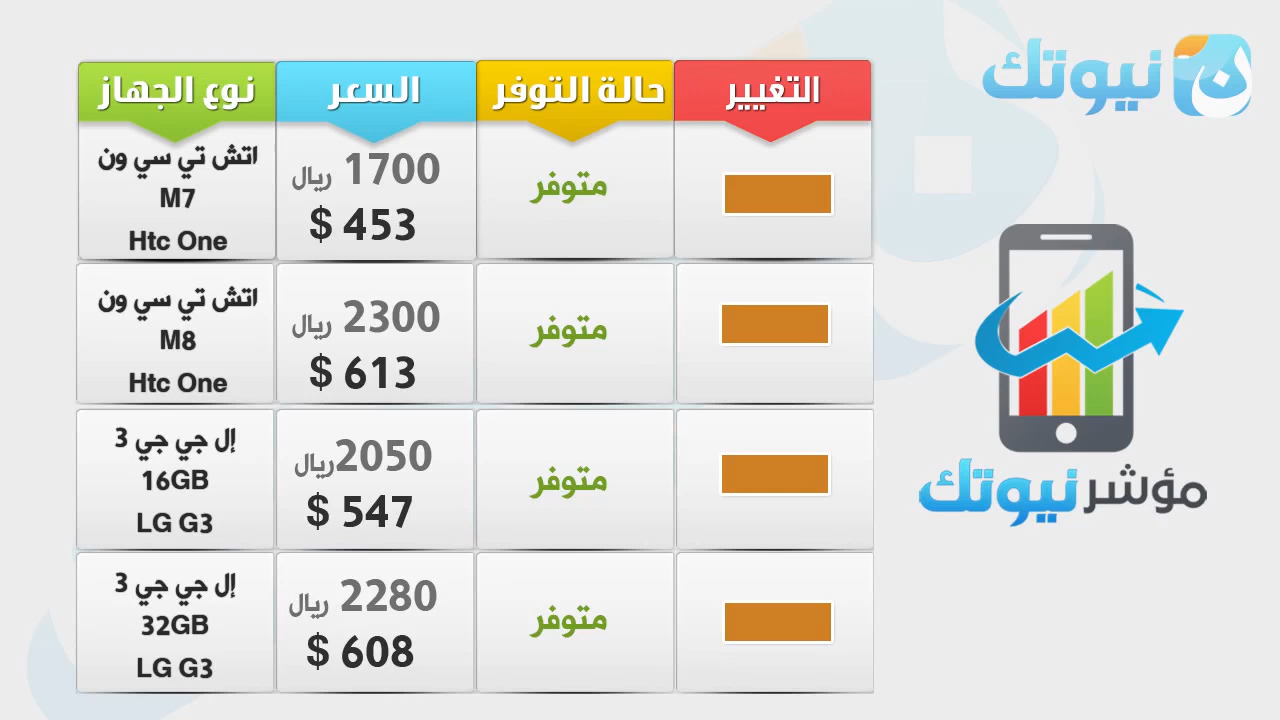 نيوتك
نوع الجهاز
السعر
حالة التوفر
التغيير
اتش تي سي ون
M7
Htc One
1700 ريال
$ 453
متوفر
اتش تي سي ون
M8
Htc One
2300 ريال
$ 613
متوفر
إل جي جي 3
16GB
LG G3
2050 ريال
$ 547
متوفر
إل جي جي 3
32GB
LG G3
2280 ريال
$ 608
متوفر
مؤشر نيوتك